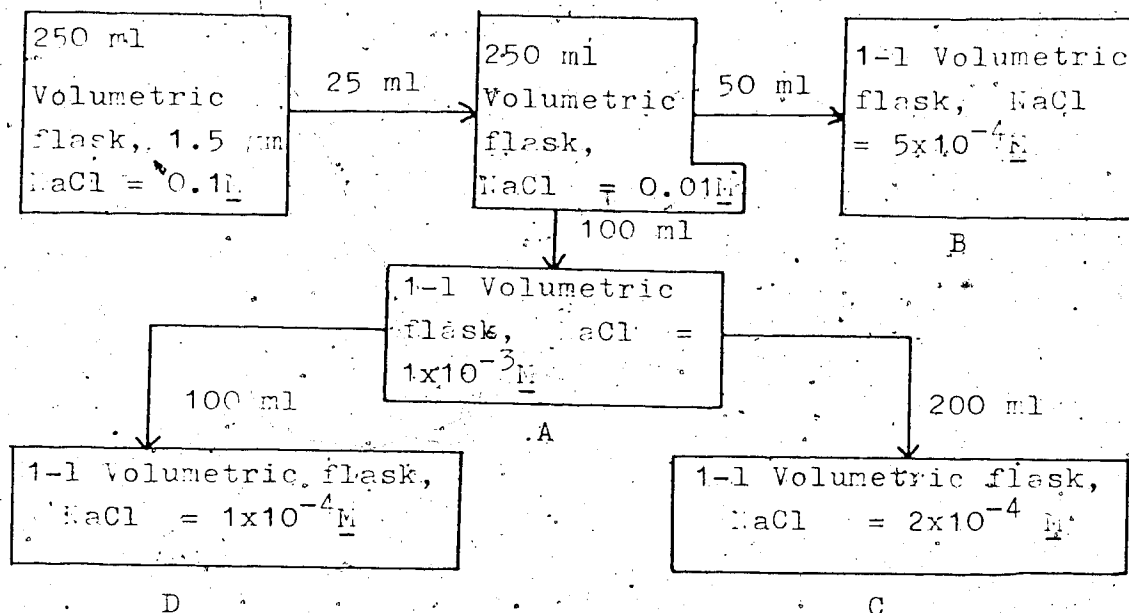 250 ml
Volumetric
flask, 1.5 gm
NaCl = 0.1M
25 ml
250 ml
Volumetric
flask,
NaCl = 0.01M
50 ml
1-l Volumetric
flask, NaCl
= 5x10⁻⁴M
B
100 ml
1-l Volumetric
flask, aCl =
1x10⁻³M
A
100 ml
200 ml
1-l Volumetric flask,
NaCl = 1x10⁻⁴M
D
1-l Volumetric flask,
NaCl = 2x10⁻⁴ M
C